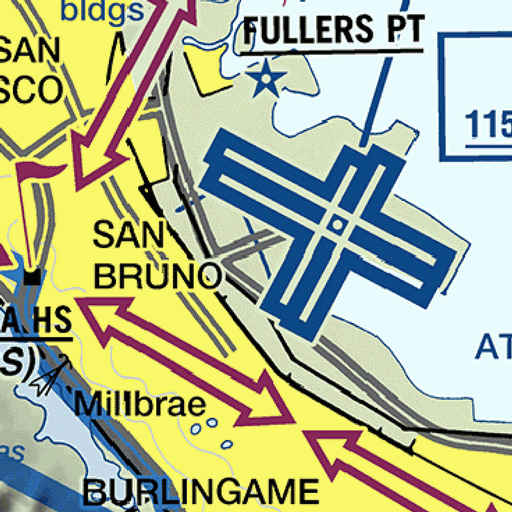 bldgs
FULLERS PT
SAN
SCO
115
SAN
BRUNO
A HS
S)
AT
Millbrae
BURLINGAME